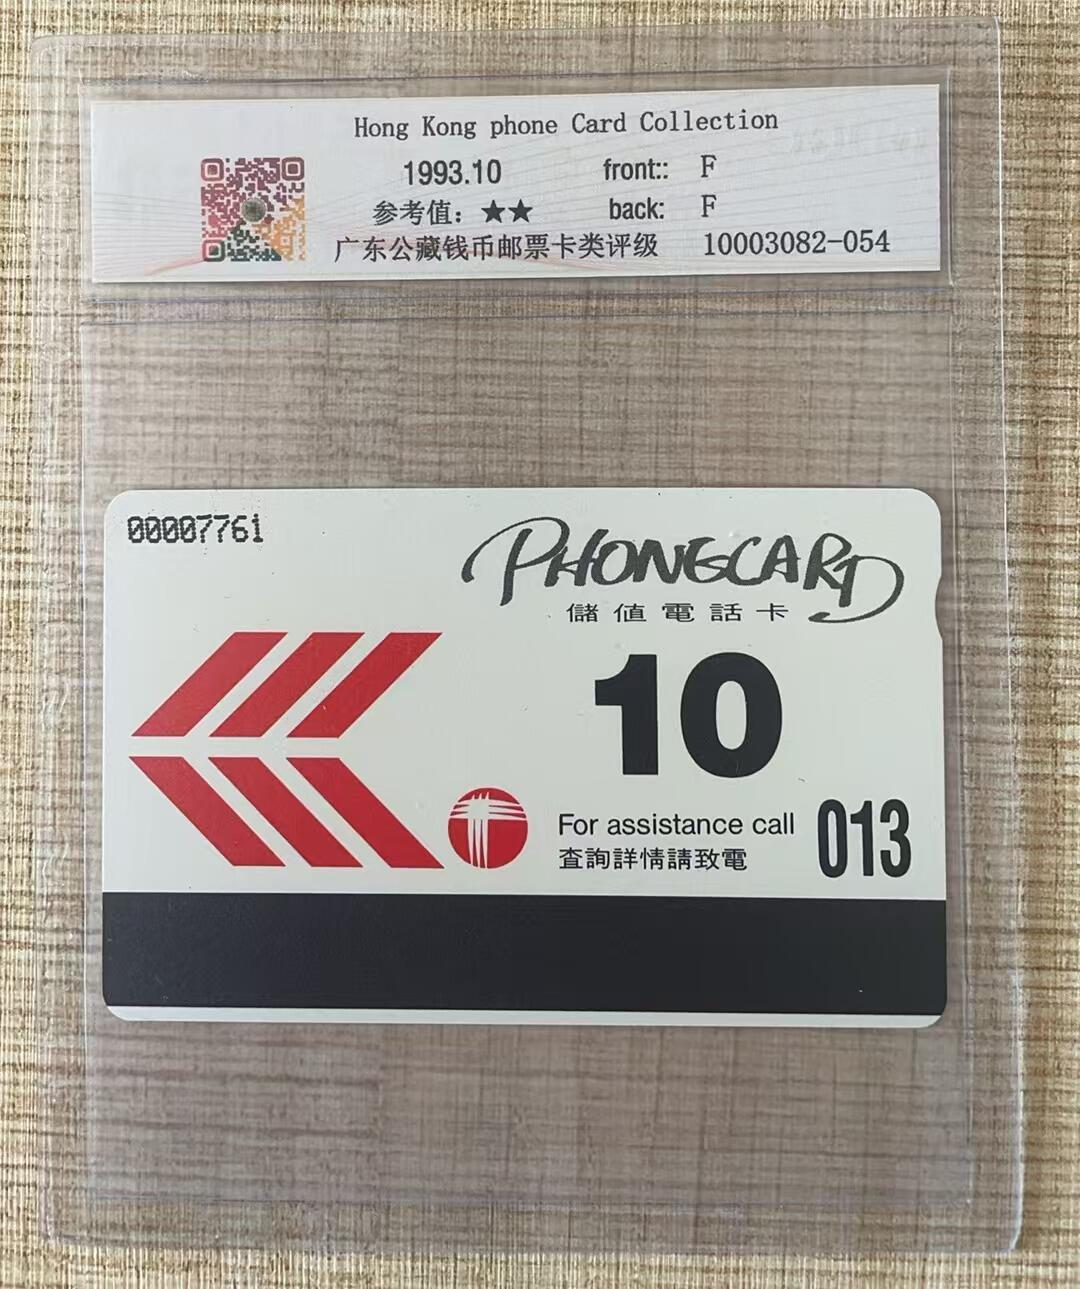 Hong Kong phone Card Collection
1993.10 front:: F
参考值：★★ back: F
广东公藏钱币邮票卡类评级 10003082-054
00007761
PHONECARD
儲值電話卡
10
For assistance call 013
查詢詳情請致電